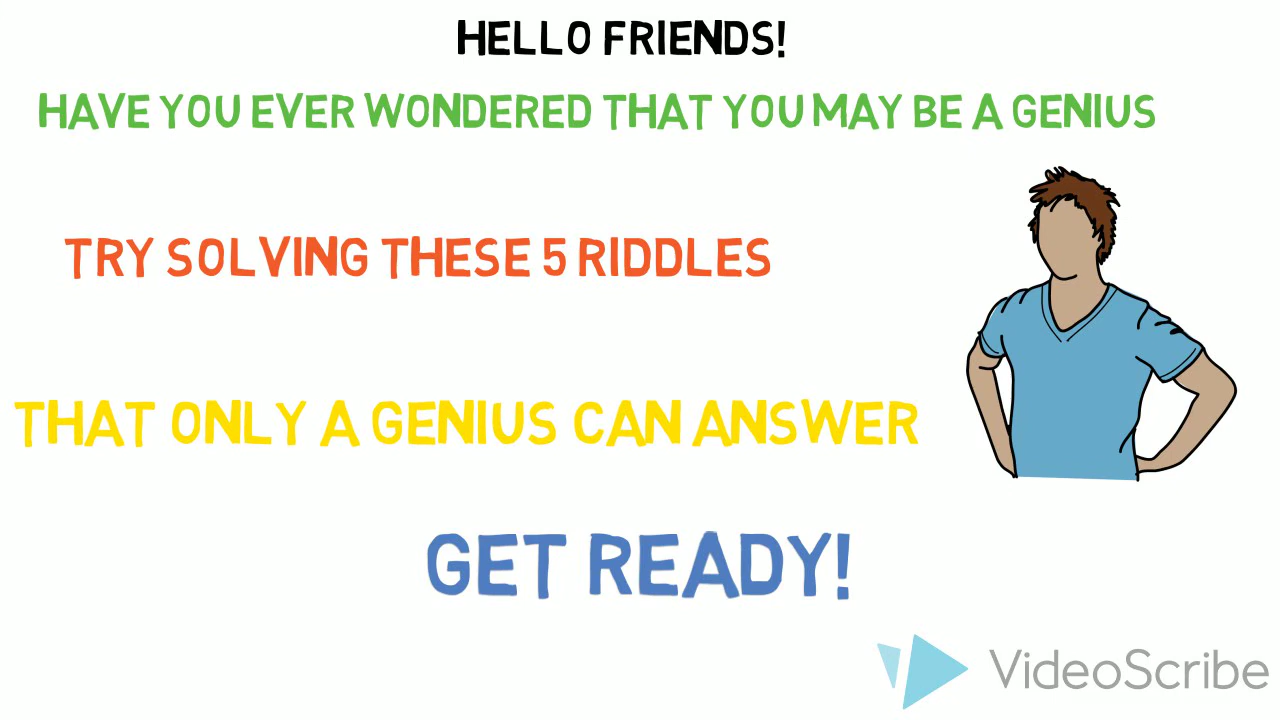 HELLO FRIENDS!
HAVE YOU EVER WONDERED THAT YOU MAY BE A GENIUS
TRY SOLVING THESE 5 RIDDLES
THAT ONLY A GENIUS CAN ANSWER
GET READY!
VideoScribe